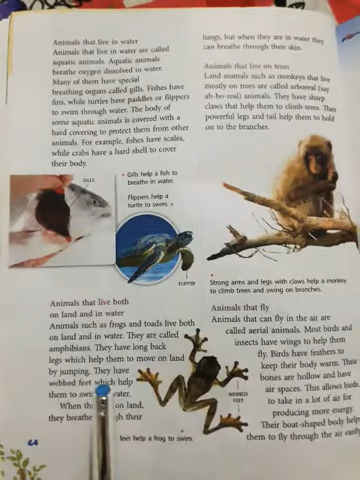 Animals that live in water
Animals that live in water are called
aquatic animals. Aquatic animals
breathe oxygen dissolved in water.
Many of them have special
breathing organs called gills. Fishes have
fins, while turtles have paddles or flippers
to swim through water. The body of
some aquatic animals is covered with a
hard covering to protect them from other
animals. For example, fishes have scales,
while crabs have a hard shell to cover
their body.
GILLS
Gills help a fish to
breathe in water.
Flippers help a
turtle to swim.
FLIPPER
Animals that live both
on land and in water
Animals such as frogs and toads live both
on land and in water. They are called
amphibians. They have long back
legs which help them to move on land
by jumping. They have
webbed feet which help
them to water.
When on land,
they breathe their
64
WEBBED
FEET
feet help a frog to swim.
lungs, but when they are in water they
can breathe through their skin.
Animals that live on trees
Land animals such as monkeys that live
mostly on trees are called arboreal (say
ah-bo-real) animals. They have sharp
claws that help them to climb trees. Their
powerful legs and tail help them to hold
on to the branches.
Strong arms and legs with claws help a monkey
to climb trees and swing on branches.
Animals that fly
Animals that can fly in the air are
called aerial animals. Most birds and
insects have wings to help them
fly. Birds have feathers to
keep their body warm. Their
bones are hollow and have
air spaces. This allows birds
to take in a lot of air for
producing more energy.
Their boat-shaped body helps
them to fly through the air easily